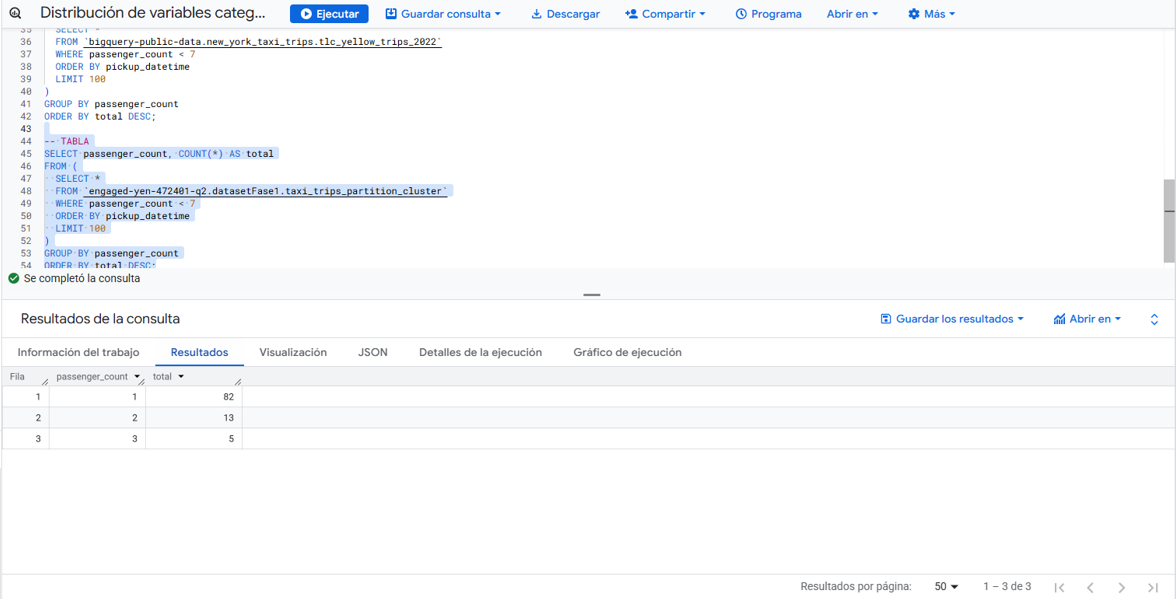 Distribución de variables categ...
Ejecutar
Guardar consulta
Descargar
Compartir
Programa
Abrir en
Más
35 SELECT *
36 FROM `bigquery-public-data.new_york_taxi_trips.tlc_yellow_trips_2022`
37 WHERE passenger_count < 7
38 ORDER BY pickup_datetime
39 LIMIT 100
40 )
41 GROUP BY passenger_count
42 ORDER BY total DESC;
43
44 -- TABLA
45 SELECT passenger_count, COUNT(*) AS total
46 FROM (
47 SELECT *
48 FROM `engaged-yen-472401-q2.datasetFase1.taxi_trips_partition_cluster`
49 WHERE passenger_count < 7
50 ORDER BY pickup_datetime
51 LIMIT 100
52 )
53 GROUP BY passenger_count
54 ORDER BY total DESC;
Se completó la consulta
Resultados de la consulta
Guardar los resultados
Abrir en
Información del trabajo
Resultados
Visualización
JSON
Detalles de la ejecución
Gráfico de ejecución
Fila passenger_count total
1 1 82
2 2 13
3 3 5
Resultados por página: 50 1 – 3 de 3